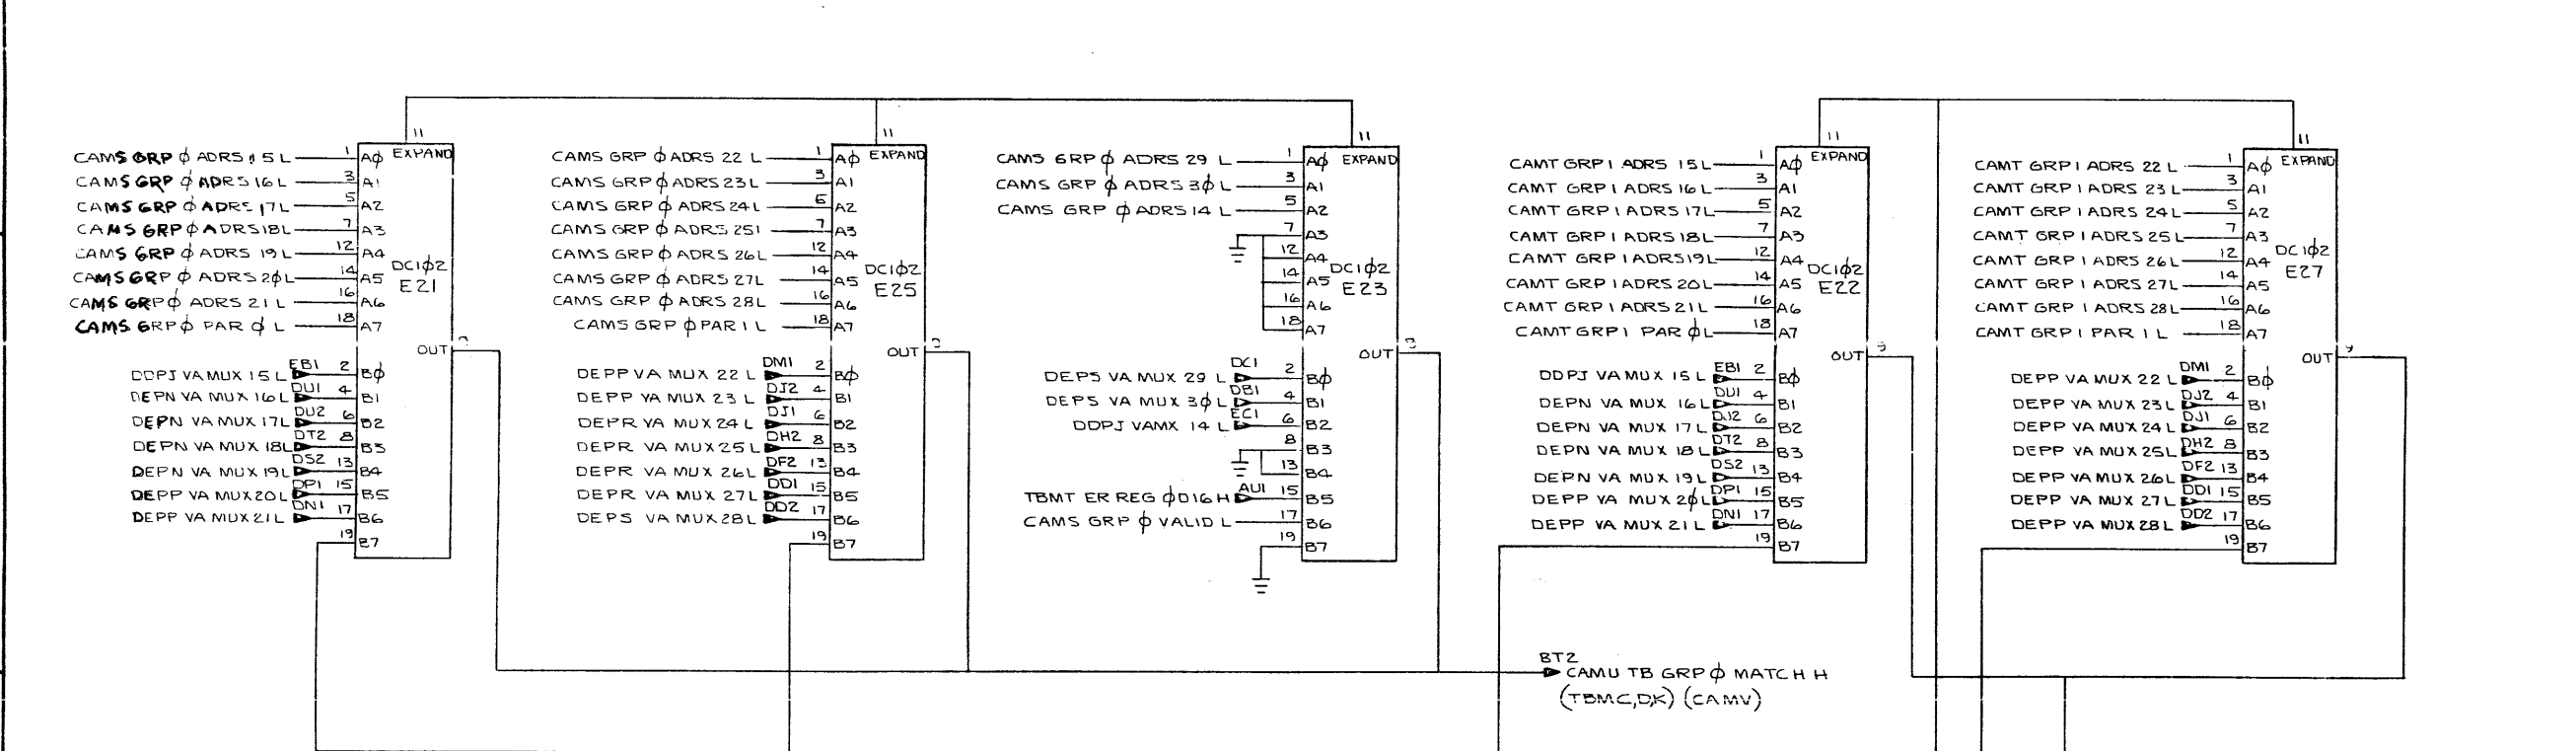 11
CAMS GRP φ ADRS 15 L 1 Aφ EXPAND
CAMS GRP φ ADRS 16 L 3 A1
CAMS GRP φ ADRS 17 L 5 A2
CAMS GRP φ ADRS 18 L 7 A3
CAMS GRP φ ADRS 19 L 12 A4
CAMS GRP φ ADRS 2φ L 14 A5
DC1φ2
E21
CAMS GRP φ ADRS 21 L 16 A6
CAMS GRP φ PAR φ L 18 A7
OUT
DDPJ VA MUX 15 L EB1 2 Bφ
DEPN VA MUX 16 L DU1 4 B1
DEPN VA MUX 17 L DU2 6 B2
DEPN VA MUX 18 L DT2 8 B3
DEPN VA MUX 19 L DS2 13 B4
DEPP VA MUX 20 L DP1 15 B5
DEPP VA MUX 21 L DN1 17 B6
19 B7
11
CAMS GRP φ ADRS 22 L 1 Aφ EXPAND
CAMS GRP φ ADRS 23 L 3 A1
CAMS GRP φ ADRS 24 L 6 A2
CAMS GRP φ ADRS 25 7 A3
CAMS GRP φ ADRS 26 L 12 A4
CAMS GRP φ ADRS 27 L 14 A5
DC1φ2
E25
CAMS GRP φ ADRS 28 L 16 A6
CAMS GRP φ PAR 1 L 18 A7
OUT
DEPP VA MUX 22 L DM1 2 Bφ
DEPP VA MUX 23 L DJ2 4 B1
DEPR VA MUX 24 L DJ1 6 B2
DEPR VA MUX 25 L DH2 8 B3
DEPR VA MUX 26 L DF2 13 B4
DEPR VA MUX 27 L DD1 15 B5
DEPS VA MUX 28 L DD2 17 B6
19 B7
11
CAMS GRP φ ADRS 29 L 1 Aφ EXPAND
CAMS GRP φ ADRS 3φ L 3 A1
CAMS GRP φ ADRS 14 L 5 A2
7 A3
12 A4
14 A5
DC1φ2
E23
16 A6
18 A7
OUT
DEPS VA MUX 29 L DC1 2 Bφ
DEPS VA MUX 3φ L DB1 4 B1
DDPJ VAMX 14 L EC1 6 B2
8 B3
13 B4
TBMT ER REG φD16 H AU1 15 B5
CAMS GRP φ VALID L 17 B6
19 B7
11
CAMT GRP 1 ADRS 15 L 1 Aφ EXPAND
CAMT GRP 1 ADRS 16 L 3 A1
CAMT GRP 1 ADRS 17 L 5 A2
CAMT GRP 1 ADRS 18 L 7 A3
CAMT GRP 1 ADRS 19 L 12 A4
CAMT GRP 1 ADRS 20 L 14 A5
DC1φ2
E22
CAMT GRP 1 ADRS 21 L 16 A6
CAMT GRP 1 PAR φ L 18 A7
OUT 9
DDPJ VA MUX 15 L EB1 2 Bφ
DEPN VA MUX 16 L DU1 4 B1
DEPN VA MUX 17 L 6 B2
DEPN VA MUX 18 L DT2 8 B3
DEPN VA MUX 19 L DS2 13 B4
DEPP VA MUX 2φ L DP1 15 B5
DEPP VA MUX 21 L DN1 17 B6
19 B7
11
CAMT GRP 1 ADRS 22 L 1 Aφ EXPAND
CAMT GRP 1 ADRS 23 L 3 A1
CAMT GRP 1 ADRS 24 L 5 A2
CAMT GRP 1 ADRS 25 L 7 A3
CAMT GRP 1 ADRS 26 L 12 A4
CAMT GRP 1 ADRS 27 L 14 A5
DC1φ2
E27
CAMT GRP 1 ADRS 28 L 16 A6
CAMT GRP 1 PAR 1 L 18 A7
OUT 9
DEPP VA MUX 22 L DM1 2 Bφ
DEPP VA MUX 23 L DJ2 4 B1
DEPP VA MUX 24 L DJ1 6 B2
DEPP VA MUX 25 L DH2 8 B3
DEPP VA MUX 26 L DF2 13 B4
DEPP VA MUX 27 L DD1 15 B5
DEPP VA MUX 28 L DD2 17 B6
19 B7
BT2
CAMU TB GRP φ MATCH H
(TBMC,D,K) (CAMV)